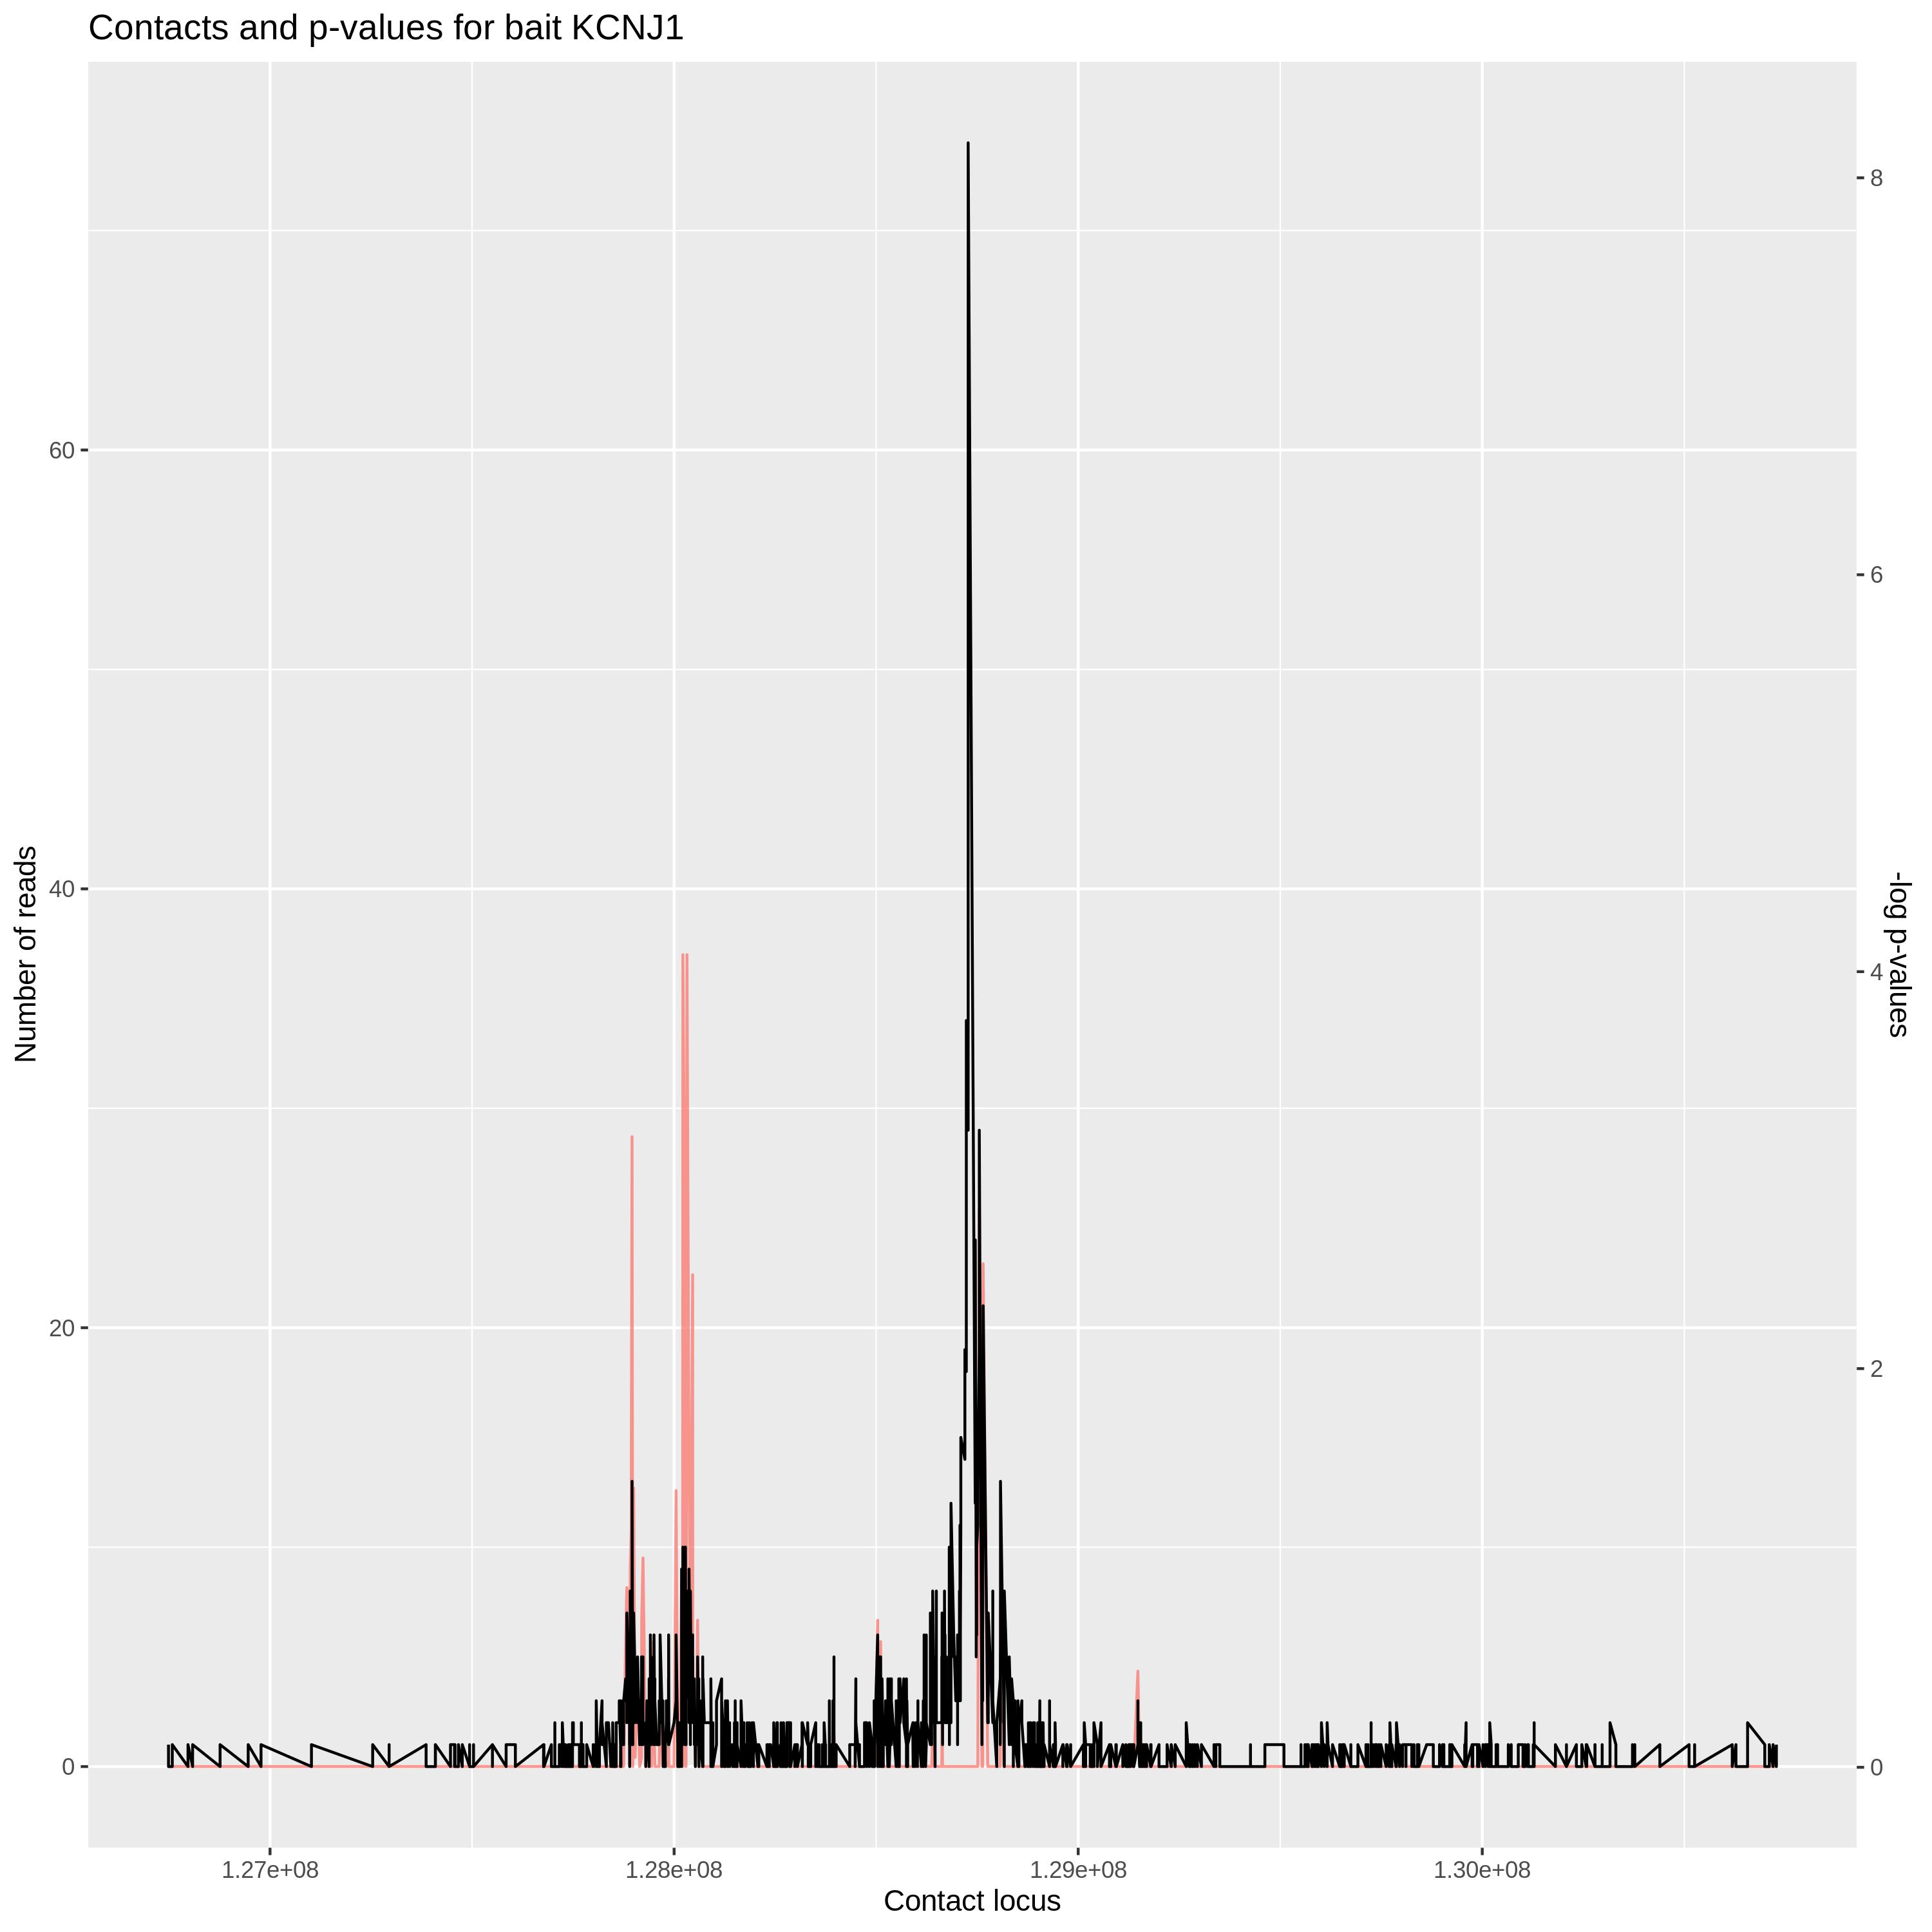 Contacts and p-values for bait KCNJ1
Number of reads
60
40
20
0
8
6
4
2
0
-log p-values
1.27e+08 1.28e+08 1.29e+08 1.30e+08
Contact locus